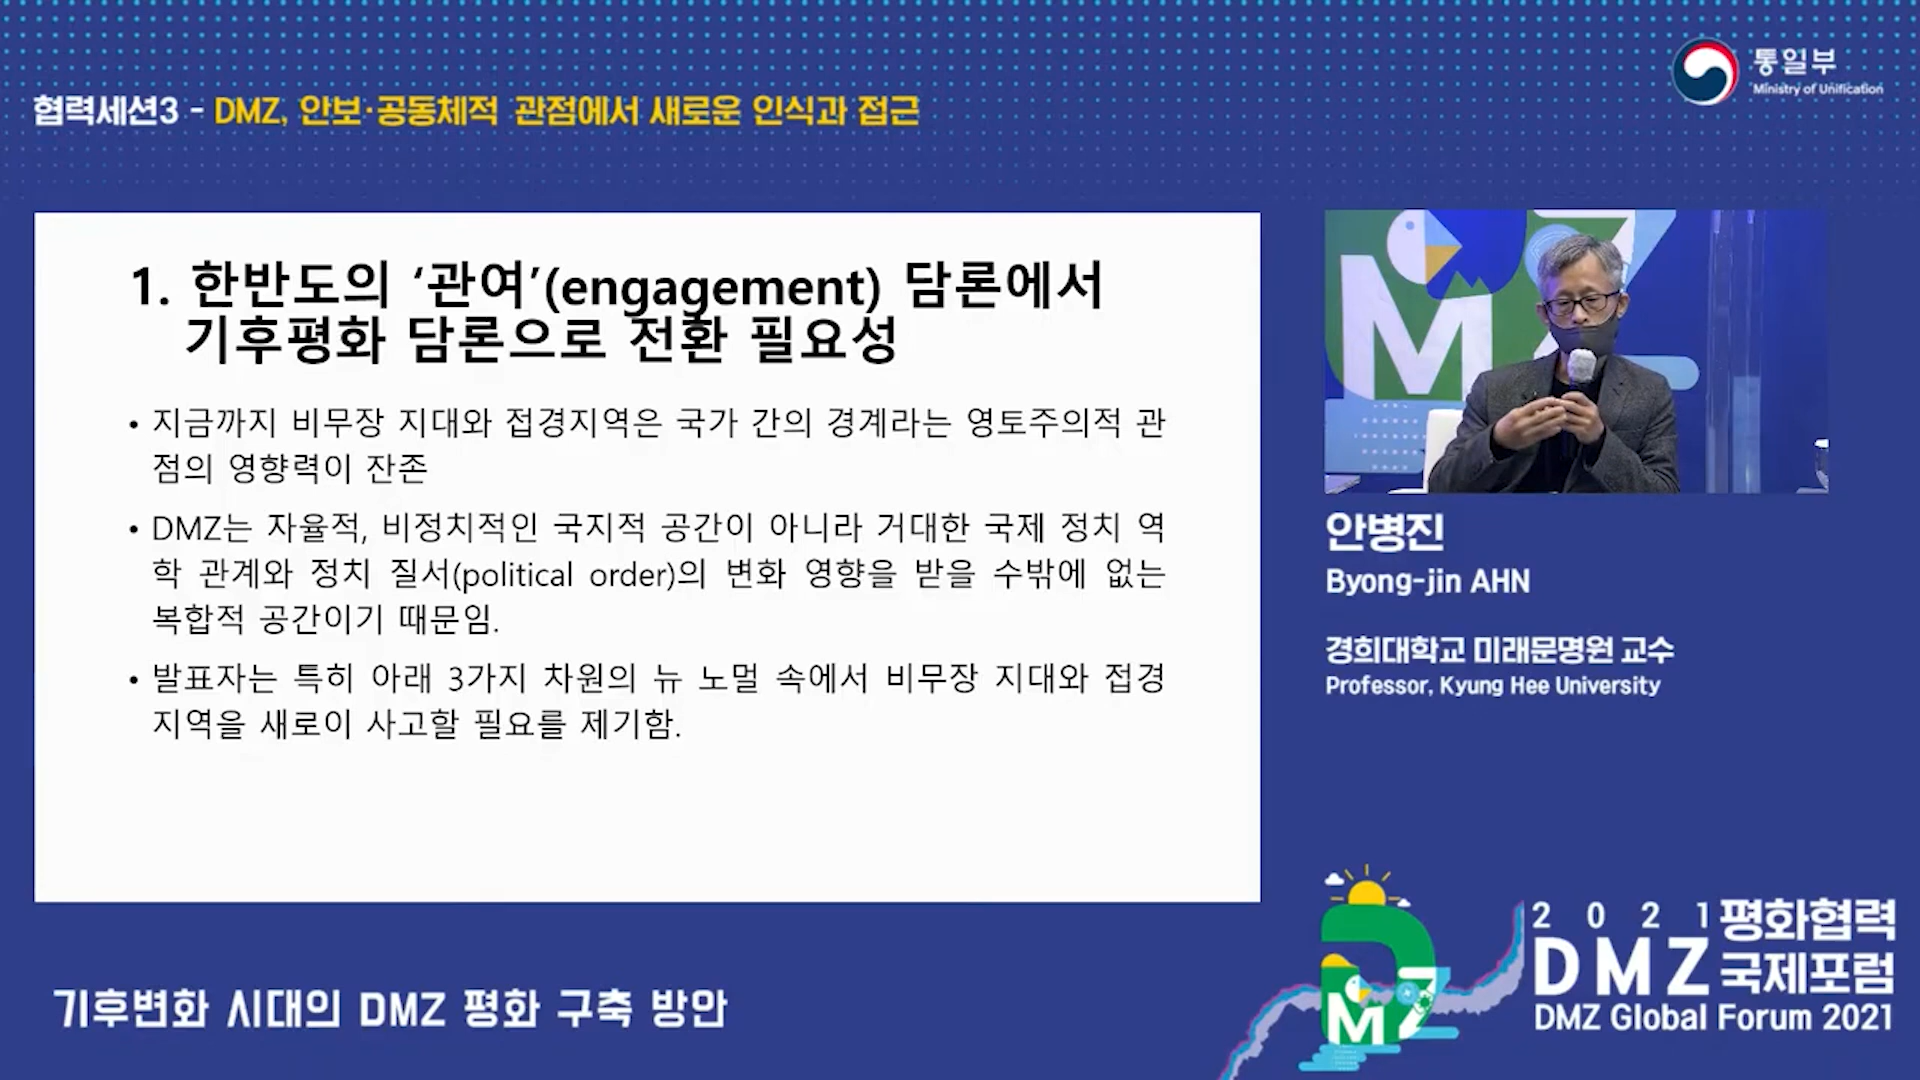 통일부
Ministry of Unification
협력세션3 - DMZ, 안보·공동체적 관점에서 새로운 인식과 접근
1. 한반도의 ‘관여’(engagement) 담론에서
기후평화 담론으로 전환 필요성
• 지금까지 비무장 지대와 접경지역은 국가 간의 경계라는 영토주의적 관
점의 영향력이 잔존
• DMZ는 자율적, 비정치적인 국지적 공간이 아니라 거대한 국제 정치 역
학 관계와 정치 질서(political order)의 변화 영향을 받을 수밖에 없는
복합적 공간이기 때문임.
• 발표자는 특히 아래 3가지 차원의 뉴 노멀 속에서 비무장 지대와 접경
지역을 새로이 사고할 필요를 제기함.
M Z
안병진
Byong-jin AHN
경희대학교 미래문명원 교수
Professor, Kyung Hee University
기후변화 시대의 DMZ 평화 구축 방안
D
M Z
2021 평화협력
DMZ 국제포럼
DMZ Global Forum 2021